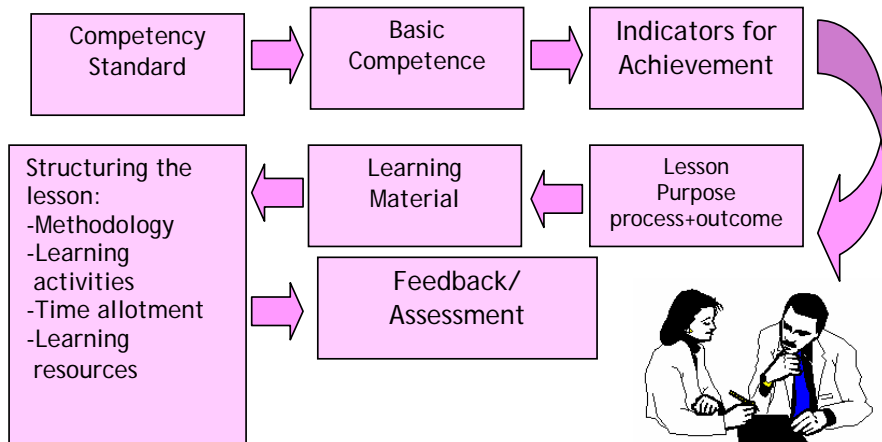 Competency
Standard
Basic
Competence
Indicators for
Achievement
Lesson
Purpose
process+outcome
Learning
Material
Structuring the
lesson:
-Methodology
-Learning
activities
-Time allotment
-Learning
resources
Feedback/
Assessment